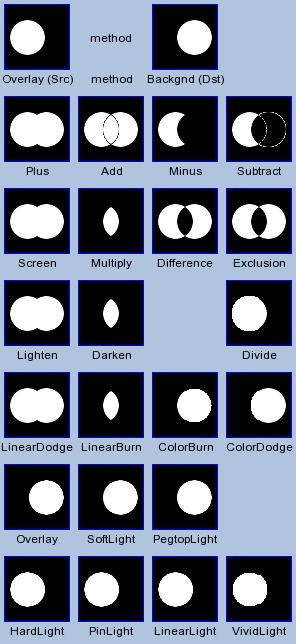 method
Overlay (Src) method Backgnd (Dst)
Plus Add Minus Subtract
Screen Multiply Difference Exclusion
Lighten Darken Divide
LinearDodge LinearBurn ColorBurn ColorDodge
Overlay SoftLight PegtopLight
HardLight PinLight LinearLight VividLight